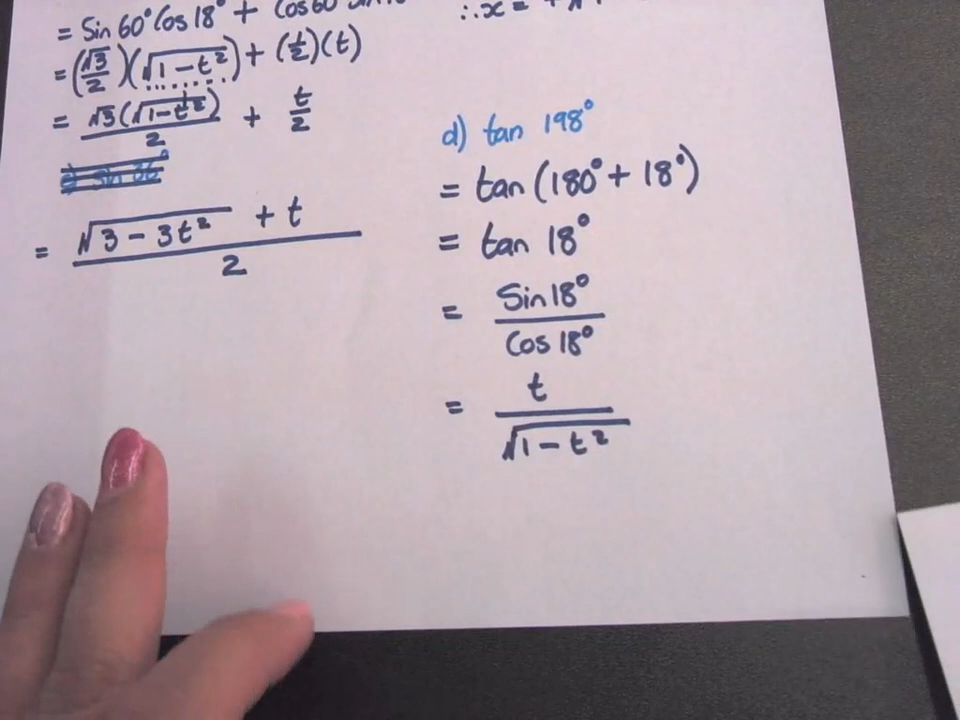 = Sin 60° Cos 18° + Cos 60°
= (√3/2)(√1 − t²) + (t/2)(t)
= √3(√1−t²)/2 + t/2
= √3 − 3t² + t / 2
∴ x =
d) tan 198°
= tan (180° + 18°)
= tan 18°
= Sin 18° / Cos 18°
= t / √1 − t²